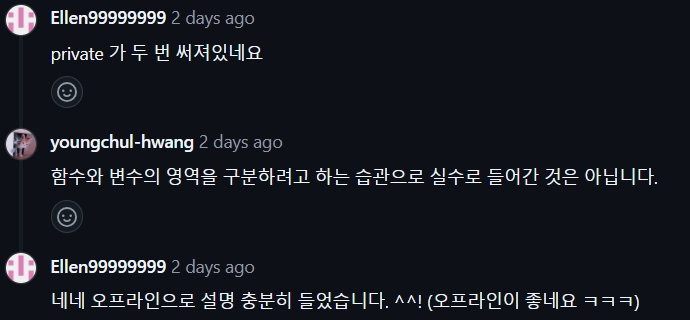 Ellen99999999 2 days ago
private 가 두 번 써져있네요
youngchul-hwang 2 days ago
함수와 변수의 영역을 구분하려고 하는 습관으로 실수로 들어간 것은 아닙니다.
Ellen99999999 2 days ago
네네 오프라인으로 설명 충분히 들었습니다. ^^! (오프라인이 좋네요 ㅋㅋㅋ)